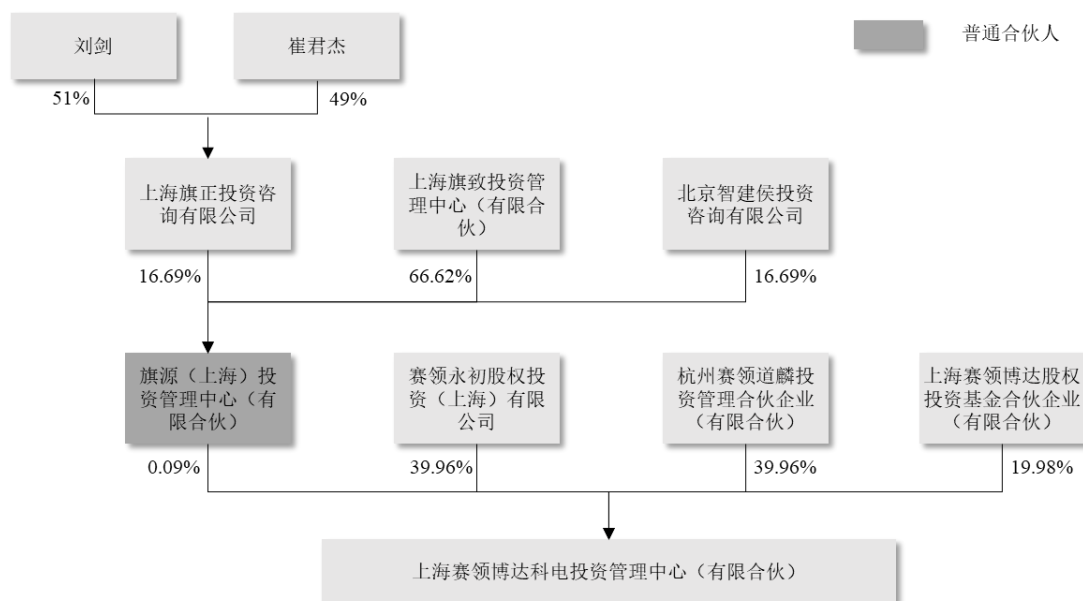 刘剑
崔君杰
普通合伙人
51%
49%
上海旗正投资咨
询有限公司
上海旗致投资管
理中心（有限合
伙）
北京智建侯投资
咨询有限公司
16.69%
66.62%
16.69%
旗源（上海）投
资管理中心（有
限合伙）
赛领永初股权投
资（上海）有限
公司
杭州赛领道麟投
资管理合伙企业
（有限合伙）
上海赛领博达股权
投资基金合伙企业
（有限合伙）
0.09%
39.96%
39.96%
19.98%
上海赛领博达科电投资管理中心（有限合伙）